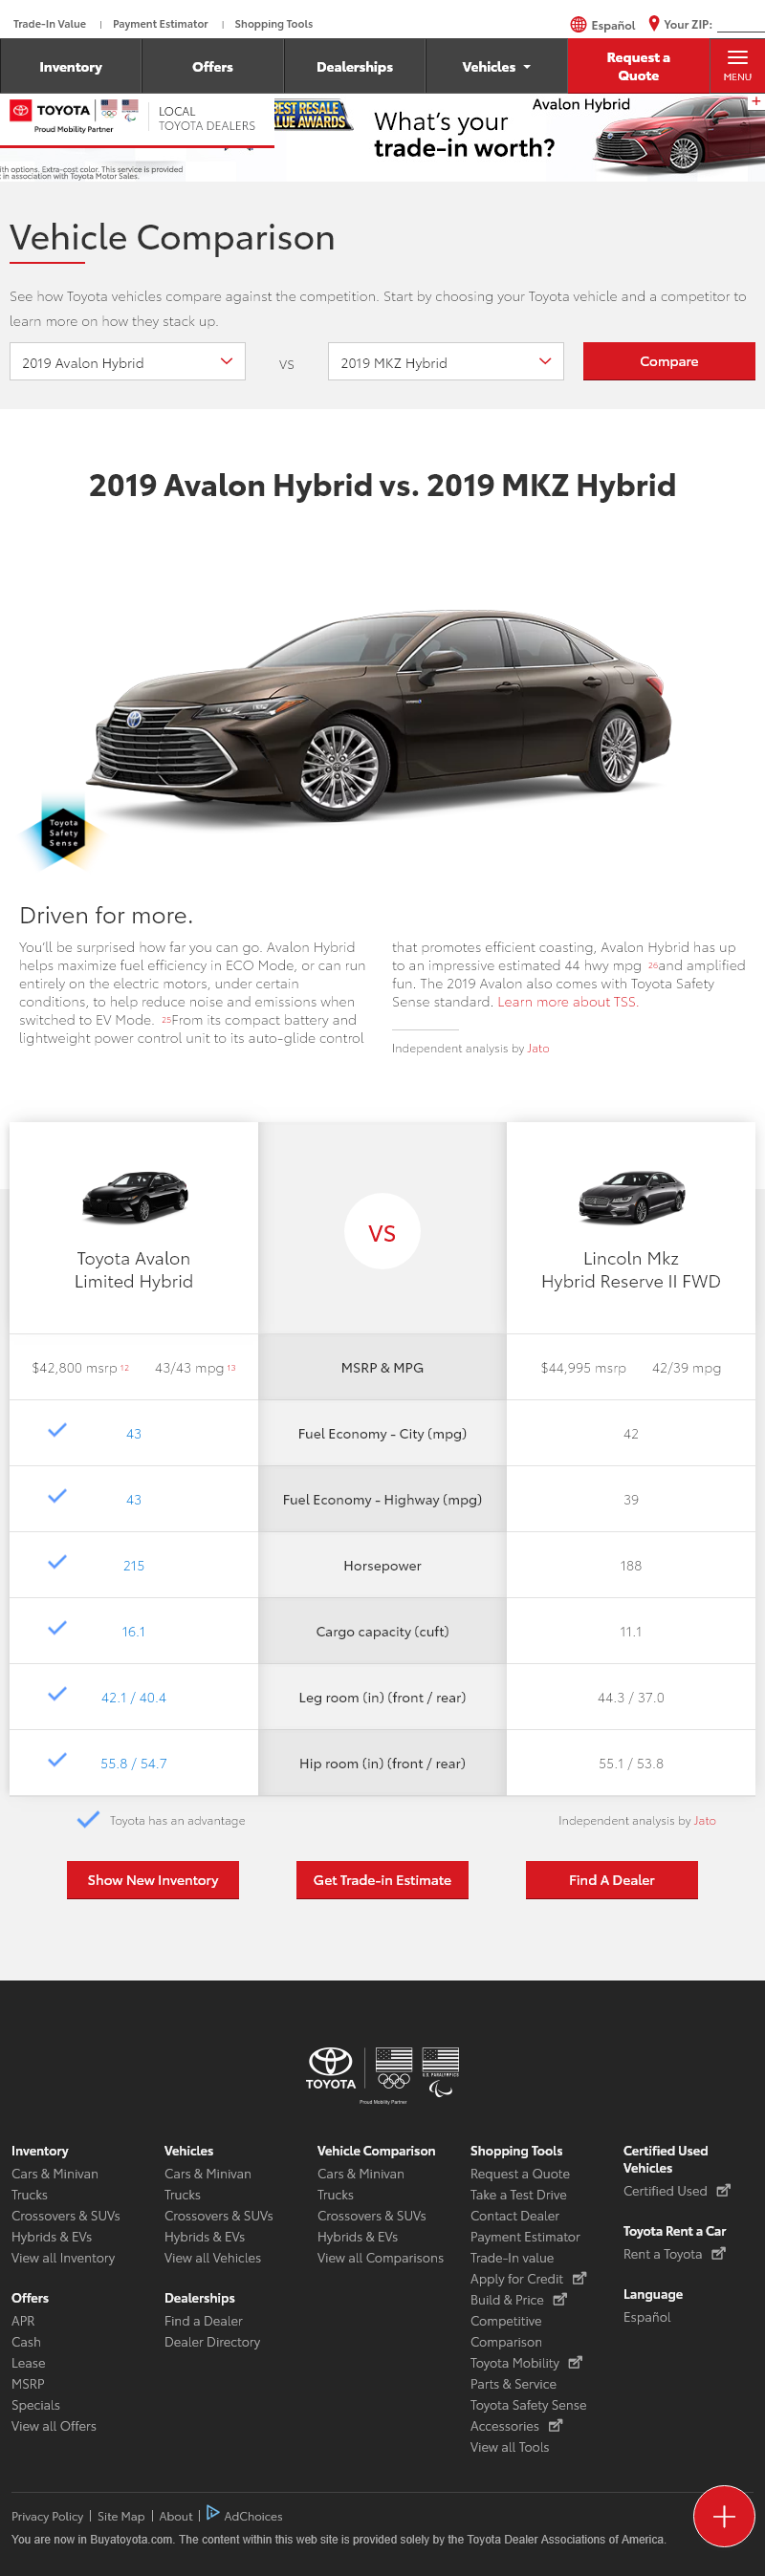 Trade-In Value | Payment Estimator | Shopping Tools
Español Your ZIP:
Inventory Offers Dealerships Vehicles Request a Quote MENU
TOYOTA LOCAL
TOYOTA DEALERS
Proud Mobility Partner
BEST RESALE
VALUE AWARDS
What's your
trade-in worth?
Avalon Hybrid
+
ith options. Extra-cost color. This service is provided
t in association with Toyota Motor Sales.
Vehicle Comparison
See how Toyota vehicles compare against the competition. Start by choosing your Toyota vehicle and a competitor to
learn more on how they stack up.
2019 Avalon Hybrid VS 2019 MKZ Hybrid Compare
2019 Avalon Hybrid vs. 2019 MKZ Hybrid
Toyota
Safety
Sense
Driven for more.
You'll be surprised how far you can go. Avalon Hybrid
helps maximize fuel efficiency in ECO Mode, or can run
entirely on the electric motors, under certain
conditions, to help reduce noise and emissions when
switched to EV Mode. 25From its compact battery and
lightweight power control unit to its auto-glide control
that promotes efficient coasting, Avalon Hybrid has up
to an impressive estimated 44 hwy mpg 26and amplified
fun. The 2019 Avalon also comes with Toyota Safety
Sense standard. Learn more about TSS.
Independent analysis by Jato
Toyota Avalon
Limited Hybrid
VS
Lincoln Mkz
Hybrid Reserve II FWD
$42,800 msrp 12 43/43 mpg 13 MSRP & MPG $44,995 msrp 42/39 mpg
43 Fuel Economy - City (mpg) 42
43 Fuel Economy - Highway (mpg) 39
215 Horsepower 188
16.1 Cargo capacity (cuft) 11.1
42.1 / 40.4 Leg room (in) (front / rear) 44.3 / 37.0
55.8 / 54.7 Hip room (in) (front / rear) 55.1 / 53.8
Toyota has an advantage Independent analysis by Jato
Show New Inventory Get Trade-in Estimate Find A Dealer
TOYOTA
U.S. PARALYMPICS
Proud Mobility Partner
Inventory
Cars & Minivan
Trucks
Crossovers & SUVs
Hybrids & EVs
View all Inventory
Offers
APR
Cash
Lease
MSRP
Specials
View all Offers
Vehicles
Cars & Minivan
Trucks
Crossovers & SUVs
Hybrids & EVs
View all Vehicles
Dealerships
Find a Dealer
Dealer Directory
Vehicle Comparison
Cars & Minivan
Trucks
Crossovers & SUVs
Hybrids & EVs
View all Comparisons
Shopping Tools
Request a Quote
Take a Test Drive
Contact Dealer
Payment Estimator
Trade-In value
Apply for Credit
Build & Price
Competitive
Comparison
Toyota Mobility
Parts & Service
Toyota Safety Sense
Accessories
View all Tools
Certified Used
Vehicles
Certified Used
Toyota Rent a Car
Rent a Toyota
Language
Español
Privacy Policy | Site Map | About | AdChoices
You are now in Buyatoyota.com. The content within this web site is provided solely by the Toyota Dealer Associations of America.